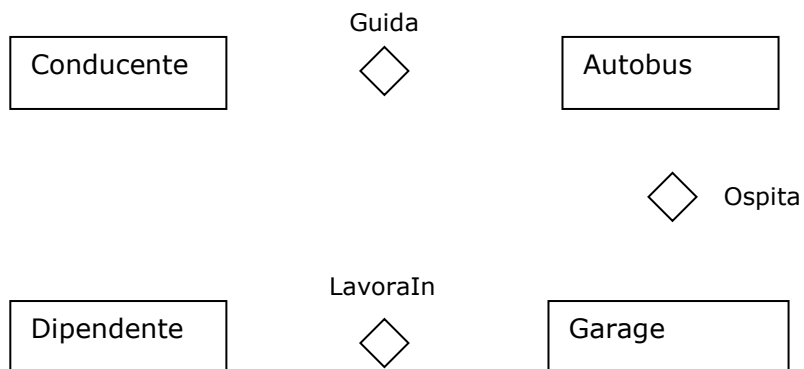 Guida
Conducente
Autobus
Ospita
LavoraIn
Dipendente
Garage